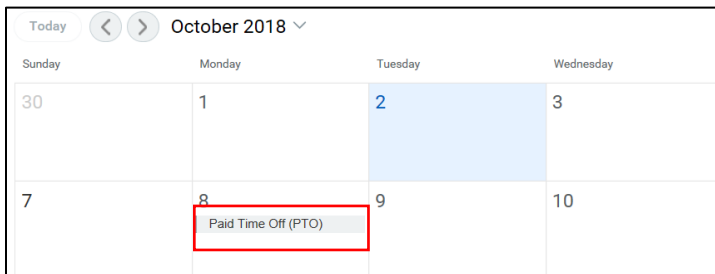 Today October 2018
Sunday Monday Tuesday Wednesday
30 1 2 3
7 8 9 10
Paid Time Off (PTO)